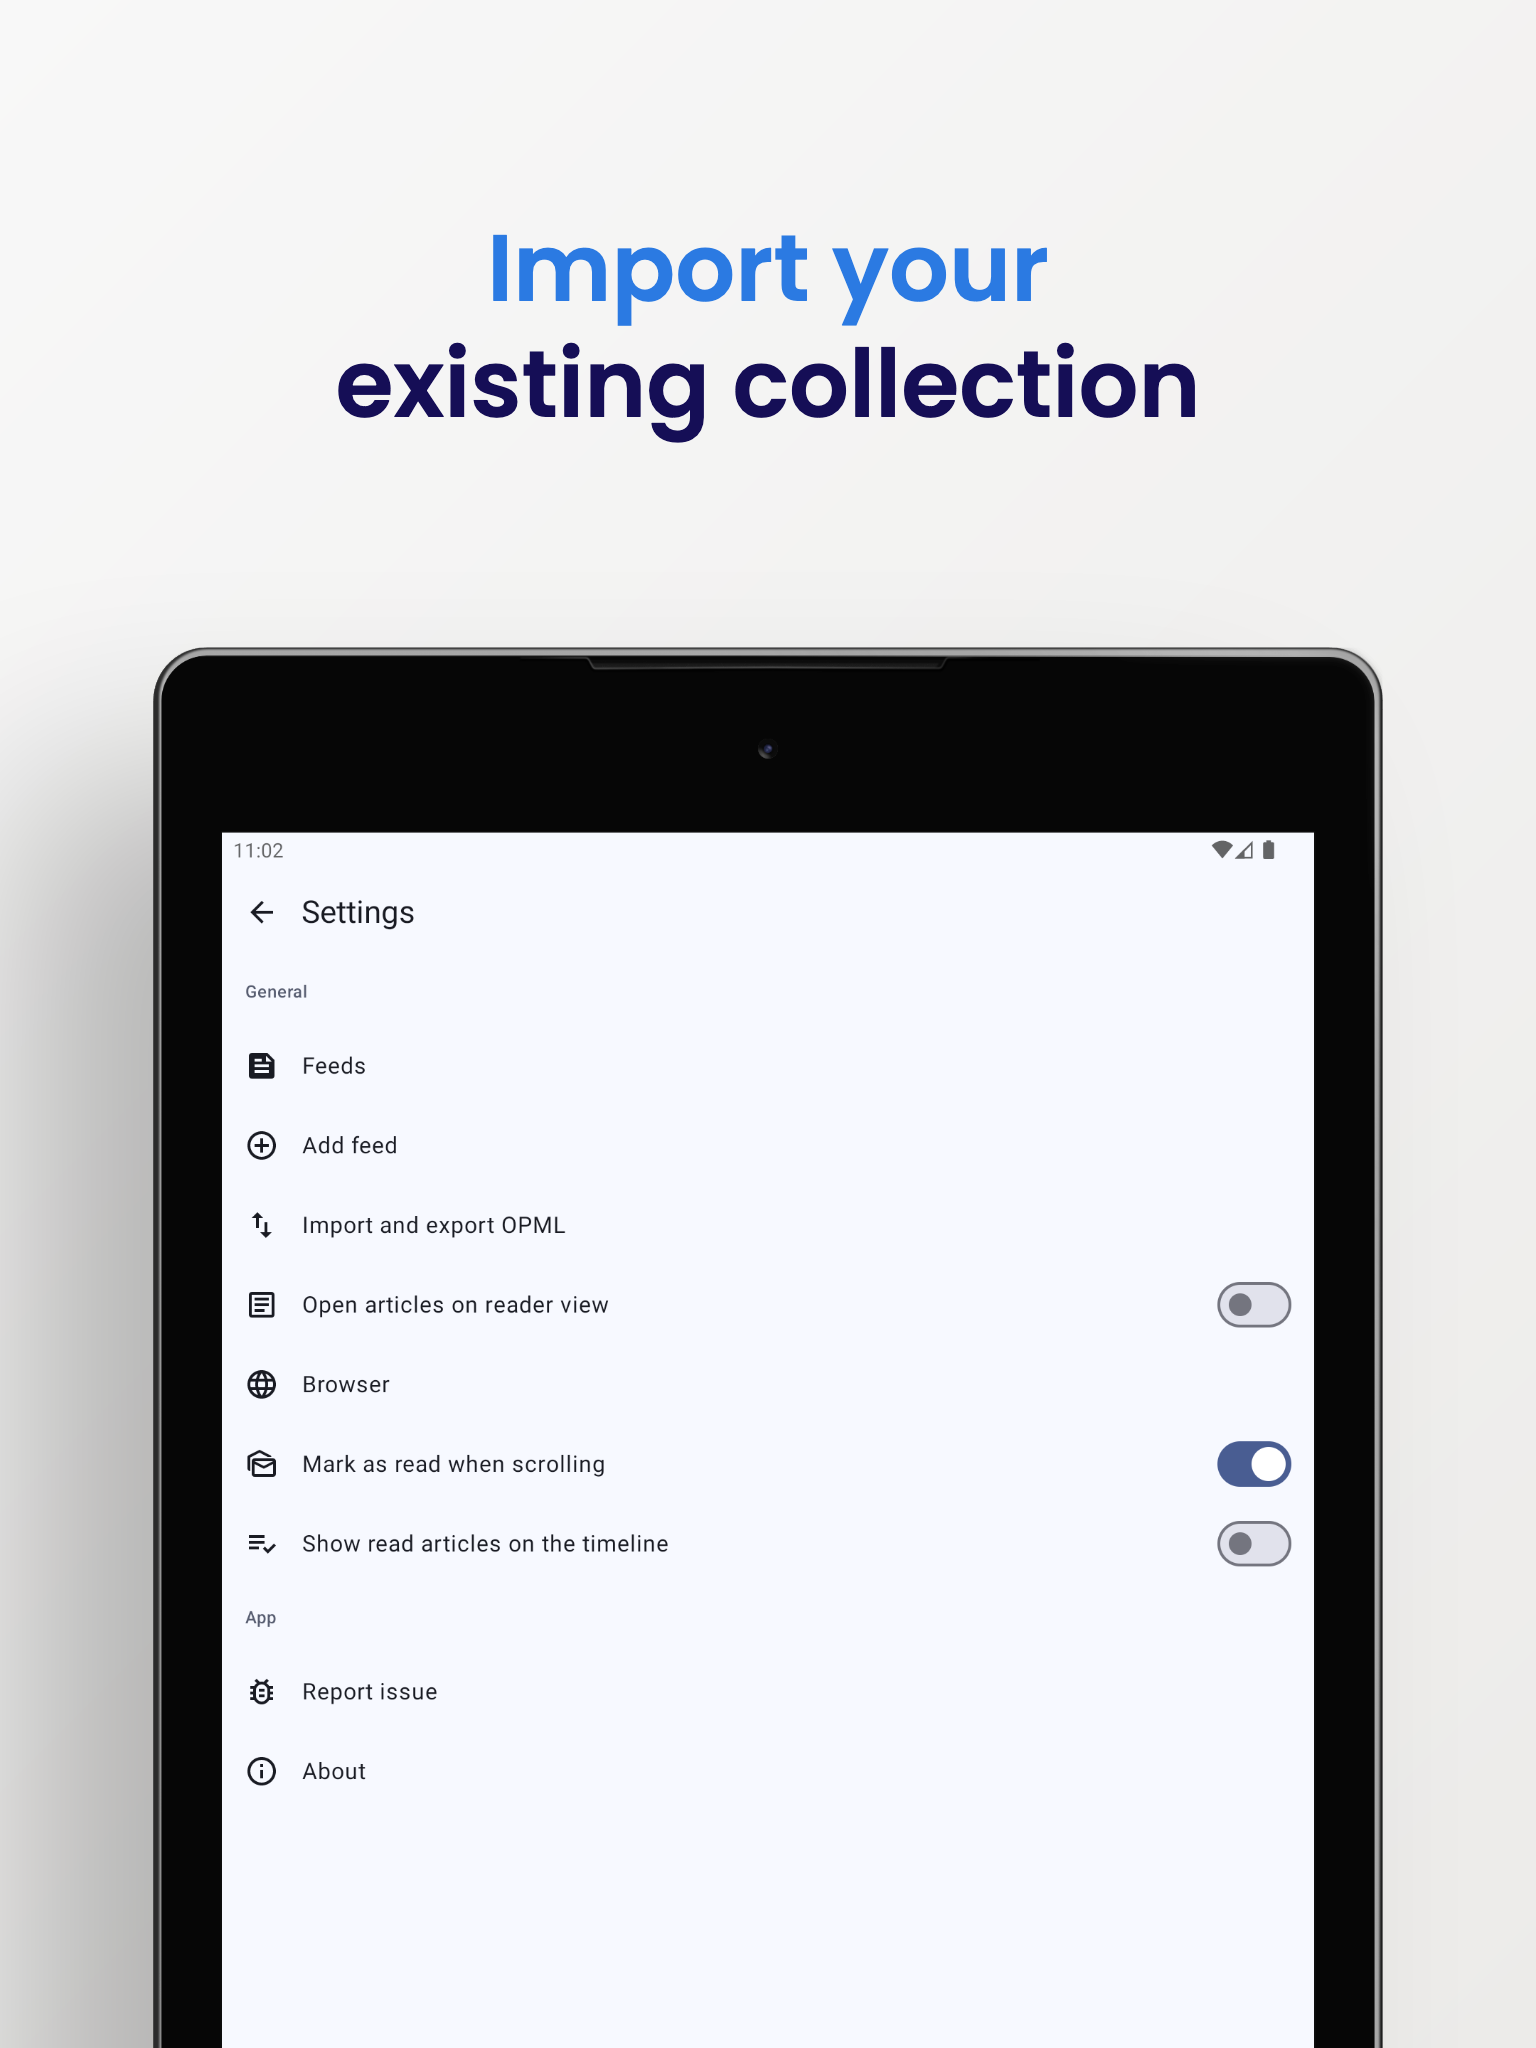 Import your
existing collection
11:02
Settings
General
Feeds
Add feed
Import and export OPML
Open articles on reader view
Browser
Mark as read when scrolling
Show read articles on the timeline
App
Report issue
About